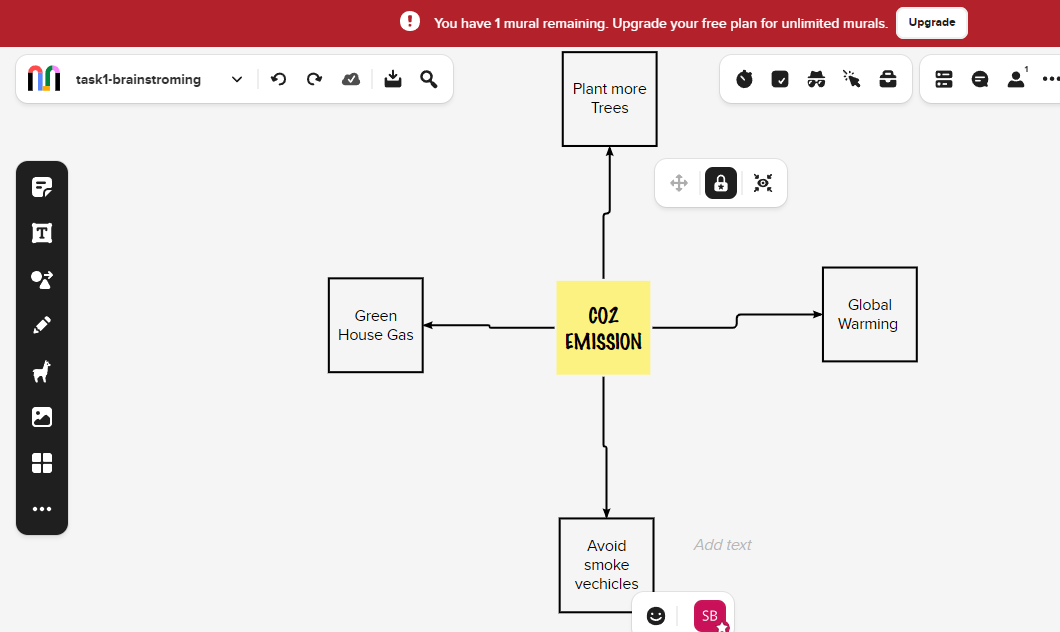 You have 1 mural remaining. Upgrade your free plan for unlimited murals.
Upgrade
task1-brainstroming
1
Plant more
Trees
Green
House Gas
CO2
EMISSION
Global
Warming
Avoid
smoke
vechicles
Add text
SB